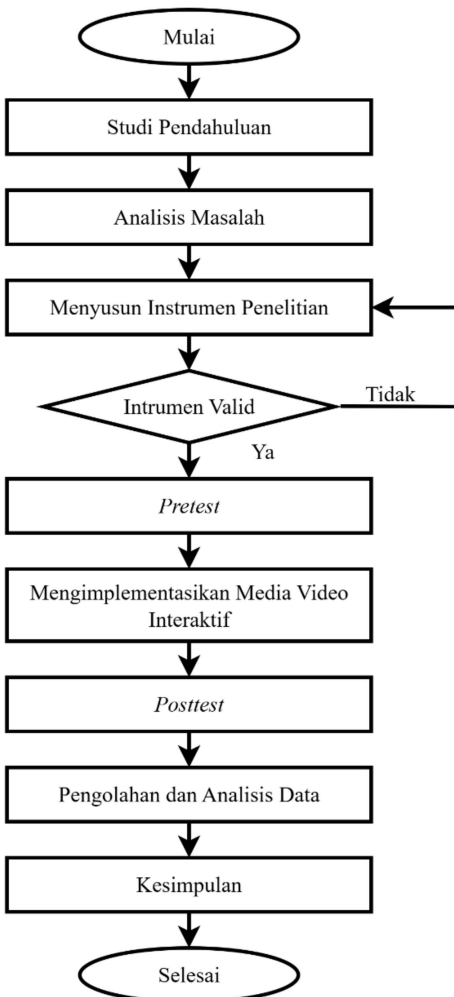 Mulai
Studi Pendahuluan
Analisis Masalah
Menyusun Instrumen Penelitian
Intrumen Valid
Tidak
Ya
Pretest
Mengimplementasikan Media Video
Interaktif
Posttest
Pengolahan dan Analisis Data
Kesimpulan
Selesai